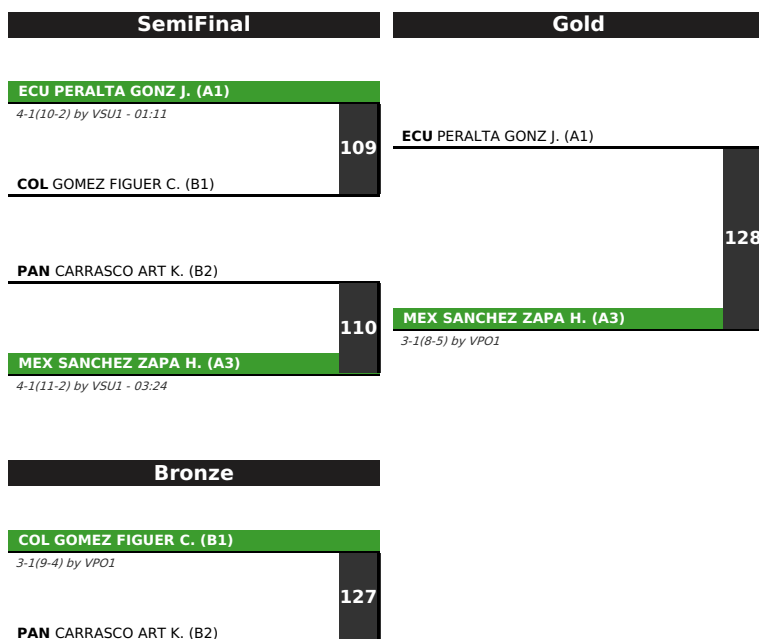 SemiFinal
Gold
ECU PERALTA GONZ J. (A1)
4-1(10-2) by VSU1 - 01:11
109
COL GOMEZ FIGUER C. (B1)
ECU PERALTA GONZ J. (A1)
128
PAN CARRASCO ART K. (B2)
110
MEX SANCHEZ ZAPA H. (A3)
4-1(11-2) by VSU1 - 03:24
MEX SANCHEZ ZAPA H. (A3)
3-1(8-5) by VPO1
Bronze
COL GOMEZ FIGUER C. (B1)
3-1(9-4) by VPO1
127
PAN CARRASCO ART K. (B2)